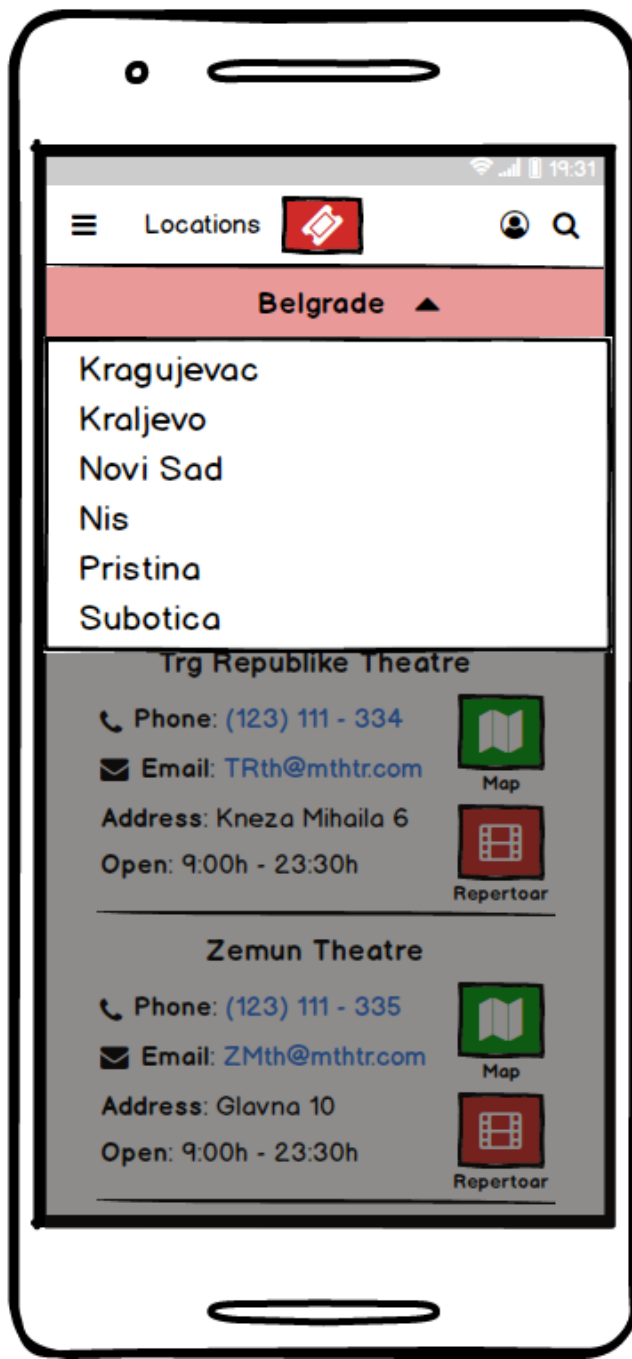 19:31
Locations
Belgrade
Kragujevac
Kraljevo
Novi Sad
Nis
Pristina
Subotica
Trg Republike Theatre
Phone: (123) 111 - 334
Email: TRth@mthtr.com
Map
Address: Kneza Mihaila 6
Open: 9:00h - 23:30h
Repertoar
Zemun Theatre
Phone: (123) 111 - 335
Email: ZMth@mthtr.com
Map
Address: Glavna 10
Open: 9:00h - 23:30h
Repertoar